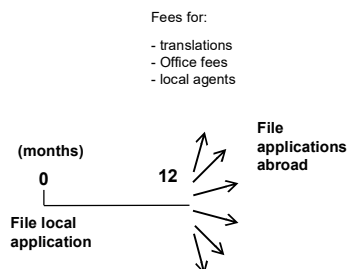 Fees for:
- translations
- Office fees
- local agents
File
applications
abroad
(months)
0
12
File local
application